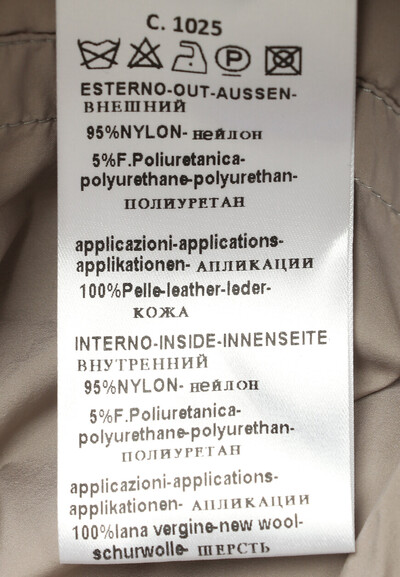 C. 1025
P
ESTERNO-OUT-AUSSEN-
ВНЕШНИЙ
95%NYLON- нейлон
5%F.Poliuretanica-
polyurethane-polyurethan-
ПОЛИУРЕТАН
applicazioni-applications-
applikationen- АПЛИКАЦИИ
100%Pelle-leather-leder-
КОЖА
INTERNO-INSIDE-INNENSEITE
ВНУТРЕННИЙ
95%NYLON- нейлон
5%F.Poliuretanica-
polyurethane-polyurethan-
ПОЛИУРЕТАН
applicazioni-applications-
applikationen- АПЛИКАЦИИ
100%lana vergine-new wool-
schurwolle- ШЕРСТЬ